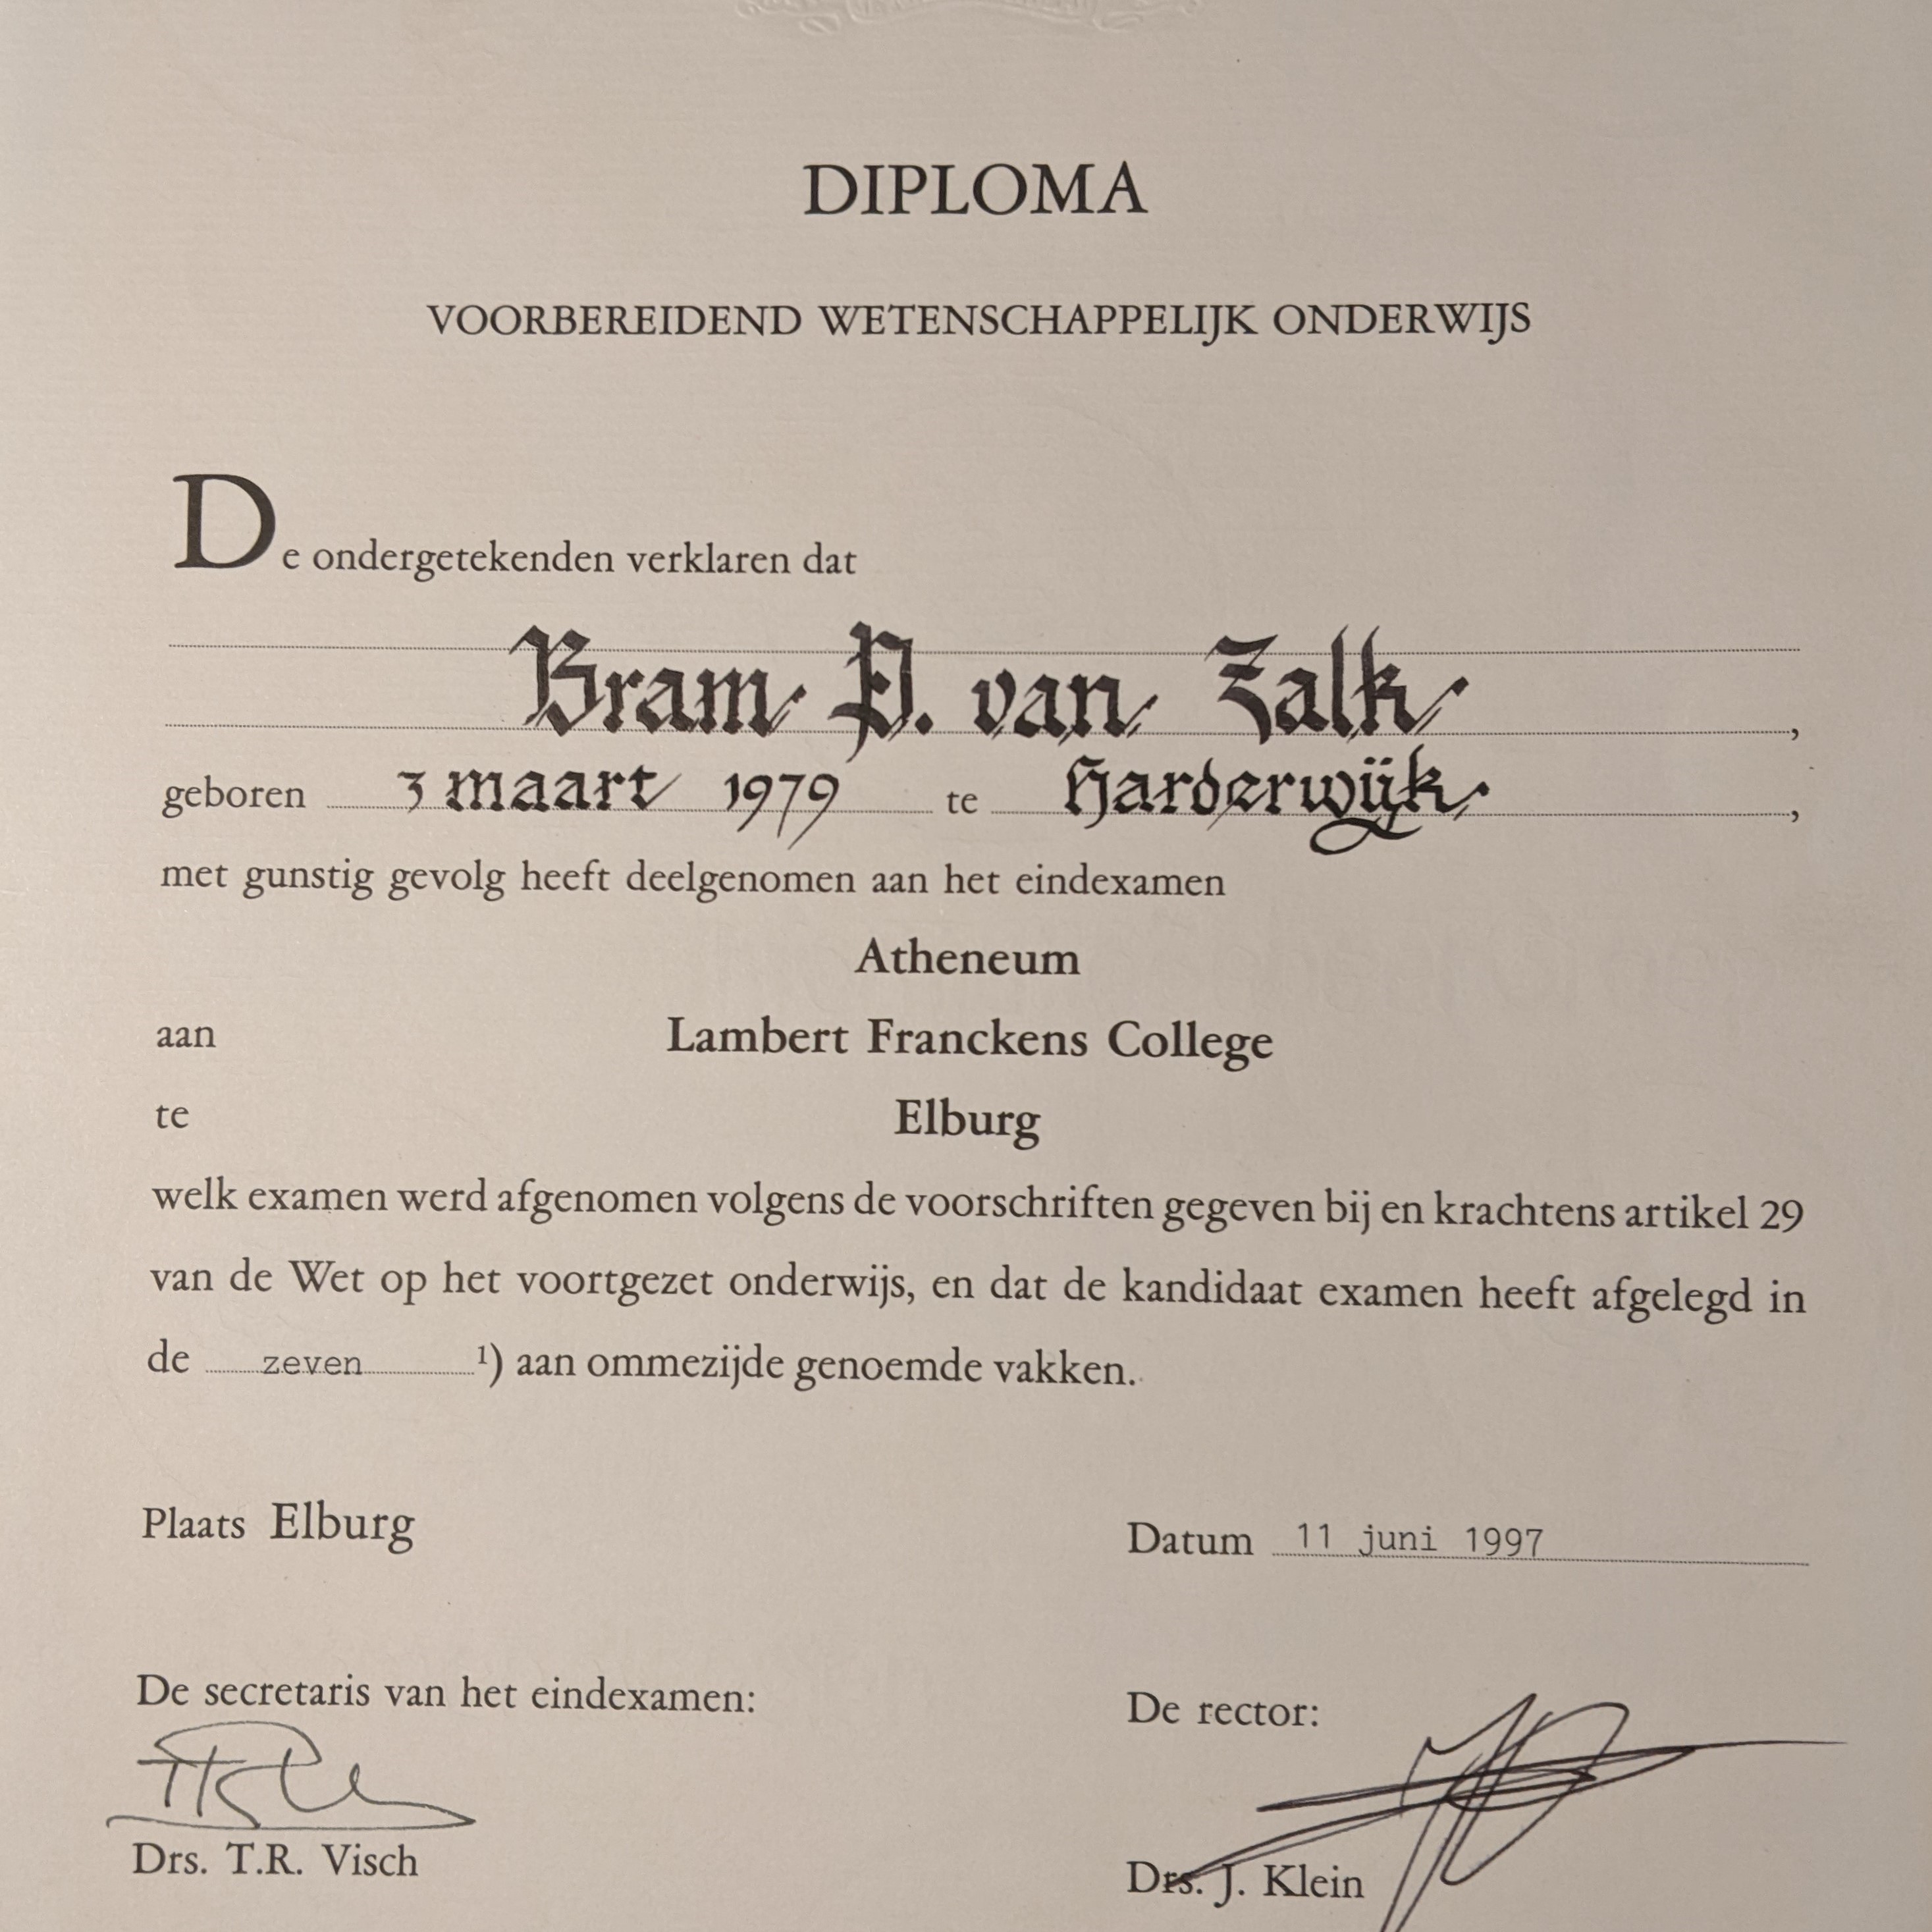 DIPLOMA
VOORBEREIDEND WETENSCHAPPELIJK ONDERWIJS
De ondergetekenden verklaren dat
Bram P. van Zalk,
geboren 3 maart 1979 te Harderwijk,
met gunstig gevolg heeft deelgenomen aan het eindexamen
Atheneum
aan Lambert Franckens College
te Elburg
welk examen werd afgenomen volgens de voorschriften gegeven bij en krachtens artikel 29
van de Wet op het voortgezet onderwijs, en dat de kandidaat examen heeft afgelegd in
de zeven ¹) aan ommezijde genoemde vakken.
Plaats Elburg Datum 11 juni 1997
De secretaris van het eindexamen: De rector:
Drs. T.R. Visch Drs. J. Klein